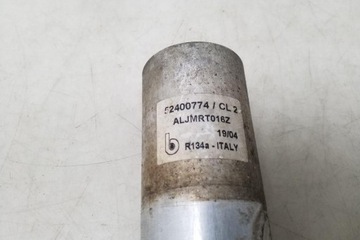 52400774 / CL 2
ALJMRT016Z
19/04
b
R134a - ITALY